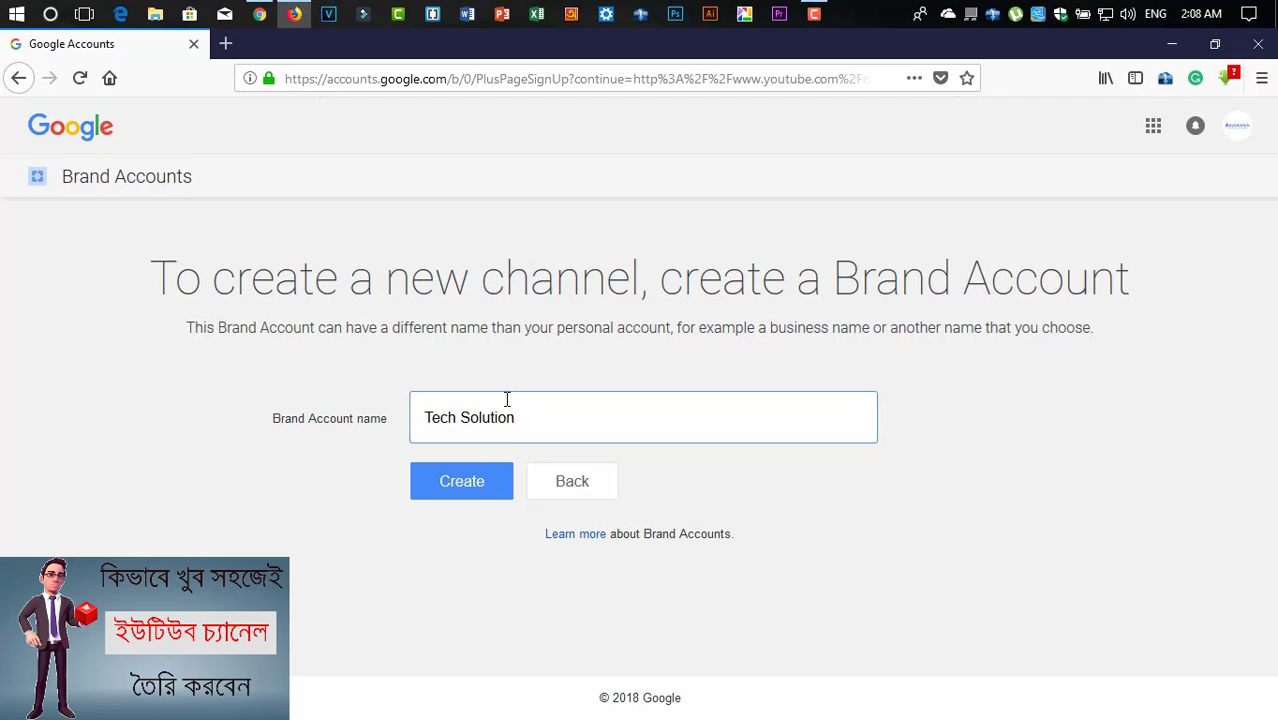 ENG 2:08 AM
Google Accounts
https://accounts.google.com/b/0/PlusPageSignUp?continue=http%3A%2F%2Fwww.youtube.com%2F
Google
Brand Accounts
To create a new channel, create a Brand Account
This Brand Account can have a different name than your personal account, for example a business name or another name that you choose.
Brand Account name
Tech Solution
Create Back
Learn more about Brand Accounts.
কিভাবে খুব সহজেই
ইউটিউব চ্যানেল
তৈরি করবেন
© 2018 Google